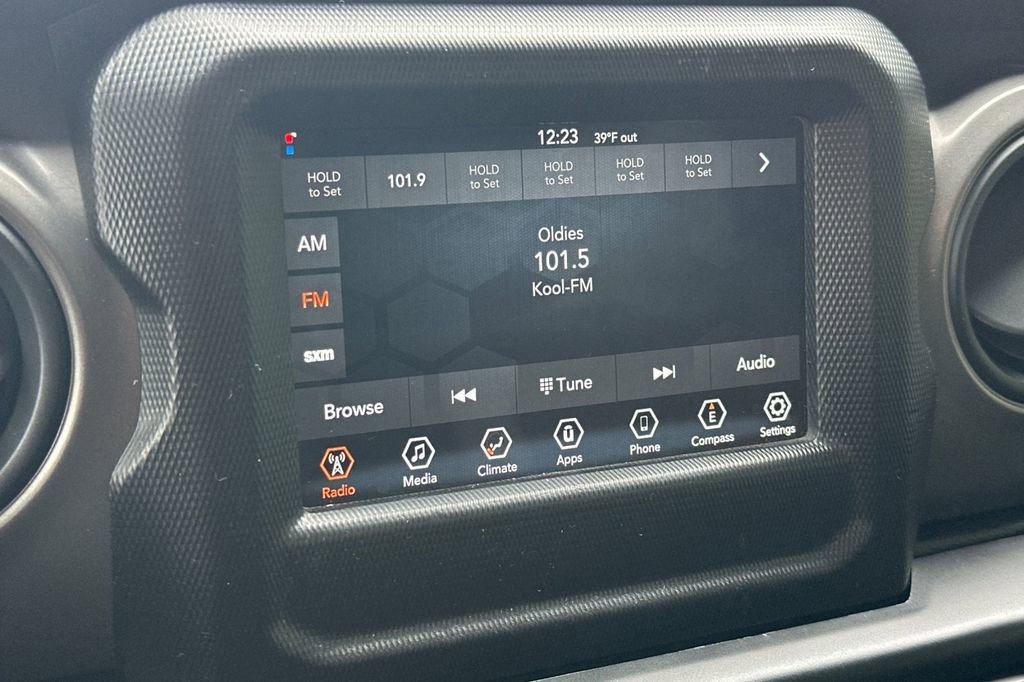 12:23 39°F out
HOLD to Set
101.9
HOLD to Set
HOLD to Set
HOLD to Set
HOLD to Set
AM
FM
sxm
Oldies
101.5
Kool-FM
Browse
Tune
Audio
Radio
Media
Climate
Apps
Phone
E
Compass
Settings